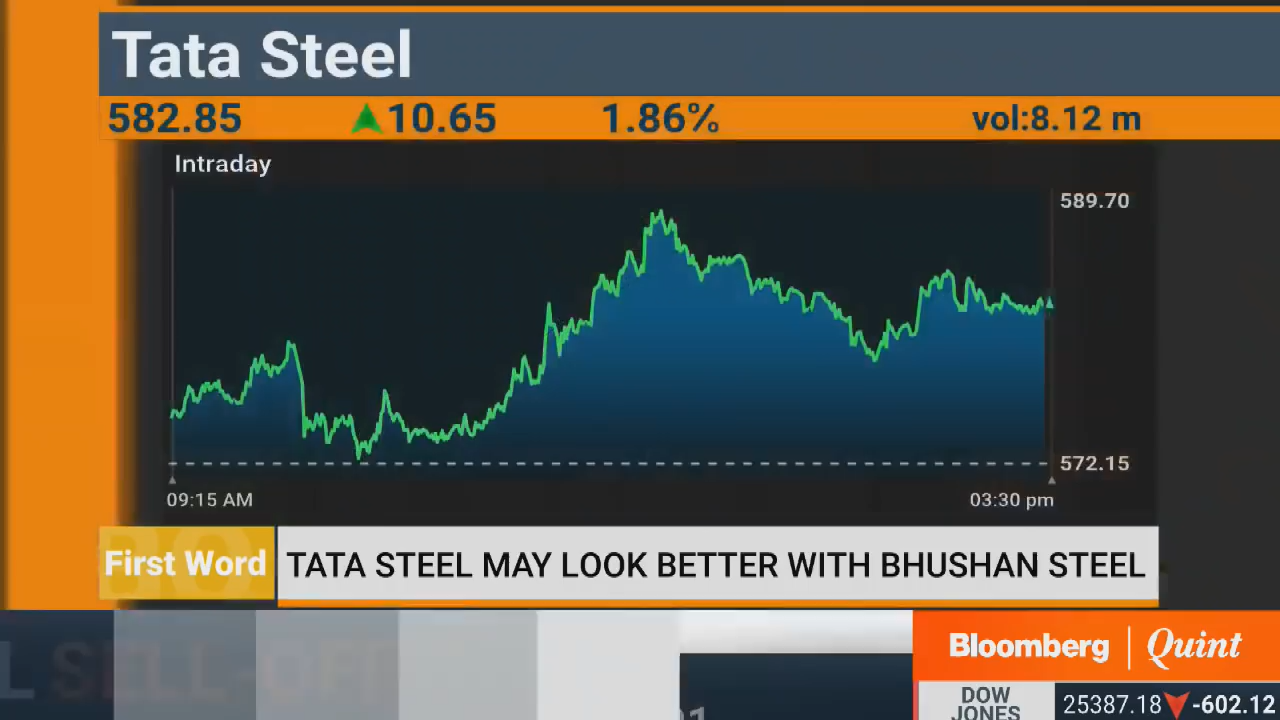 Tata Steel
582.85 ▲ 10.65 1.86% vol:8.12 m
Intraday
589.70
572.15
09:15 AM 03:30 pm
First Word TATA STEEL MAY LOOK BETTER WITH BHUSHAN STEEL
L SELL-OFF
Bloomberg | Quint
DOW JONES 25387.18 ▼ -602.12